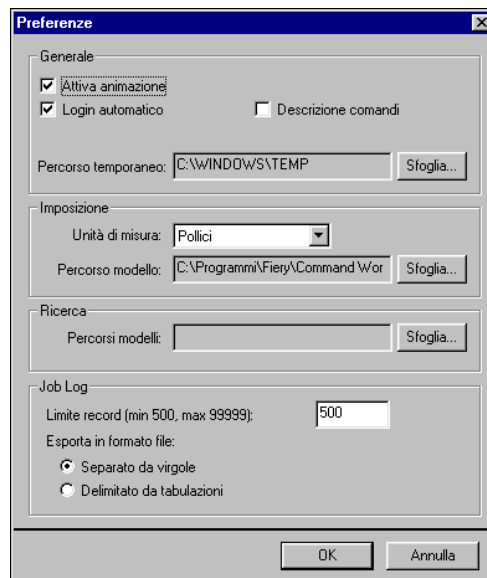 Preferenze
Generale
Attiva animazione
Login automatico
Descrizione comandi
Percorso temporaneo: C:\WINDOWS\TEMP Sfoglia...
Imposizione
Unità di misura: Pollici
Percorso modello: C:\Programmi\Fiery\Command Wor Sfoglia...
Ricerca
Percorsi modelli: Sfoglia...
Job Log
Limite record (min 500, max 99999): 500
Esporta in formato file:
Separato da virgole
Delimitato da tabulazioni
OK Annulla